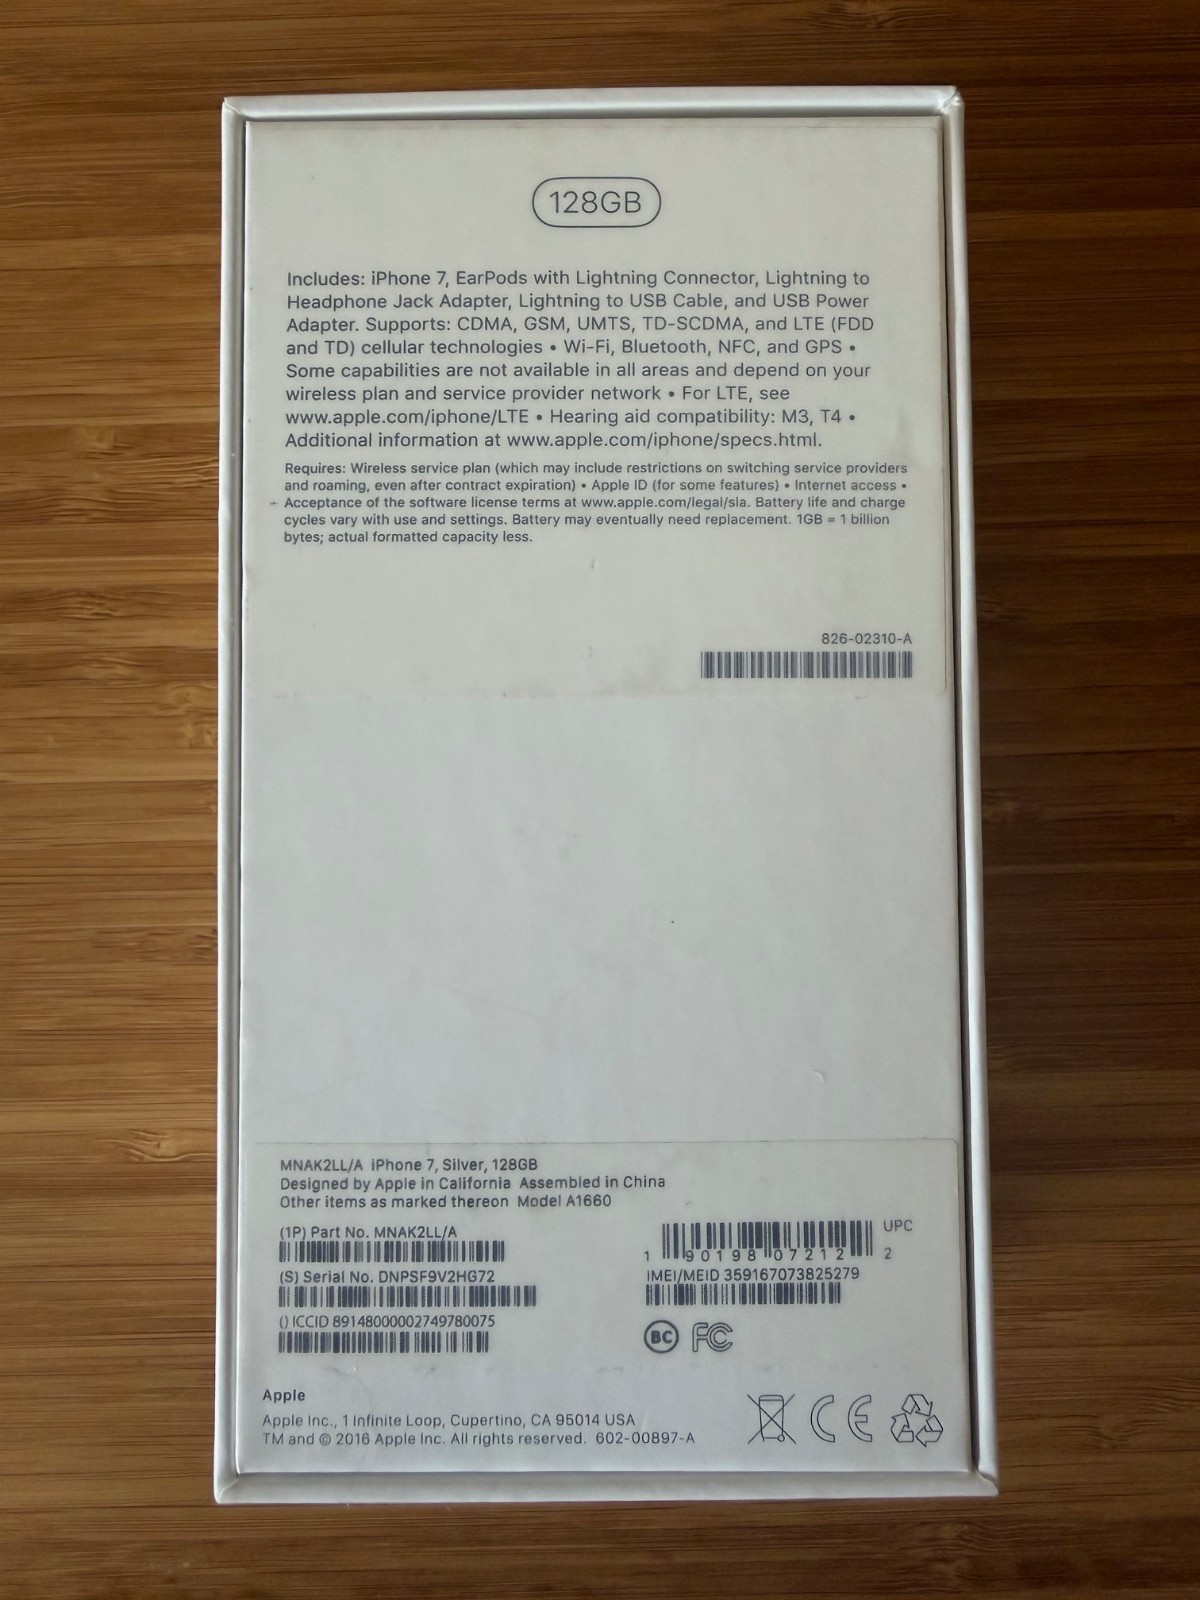 128GB
Includes: iPhone 7, EarPods with Lightning Connector, Lightning to
Headphone Jack Adapter, Lightning to USB Cable, and USB Power
Adapter. Supports: CDMA, GSM, UMTS, TD-SCDMA, and LTE (FDD
and TD) cellular technologies • Wi-Fi, Bluetooth, NFC, and GPS •
Some capabilities are not available in all areas and depend on your
wireless plan and service provider network • For LTE, see
www.apple.com/iphone/LTE • Hearing aid compatibility: M3, T4 •
Additional information at www.apple.com/iphone/specs.html.
Requires: Wireless service plan (which may include restrictions on switching service providers
and roaming, even after contract expiration) • Apple ID (for some features) • Internet access •
Acceptance of the software license terms at www.apple.com/legal/sla. Battery life and charge
cycles vary with use and settings. Battery may eventually need replacement. 1GB = 1 billion
bytes; actual formatted capacity less.
826-02310-A
MNAK2LL/A iPhone 7, Silver, 128GB
Designed by Apple in California Assembled in China
Other items as marked thereon Model A1660
(1P) Part No. MNAK2LL/A
(S) Serial No. DNPSF9V2HG72
() ICCID 89148000002749780075
UPC
1 90198 07212 2
IMEI/MEID 359167073825279
BC FC
Apple
Apple Inc., 1 Infinite Loop, Cupertino, CA 95014 USA
TM and © 2016 Apple Inc. All rights reserved. 602-00897-A
CE